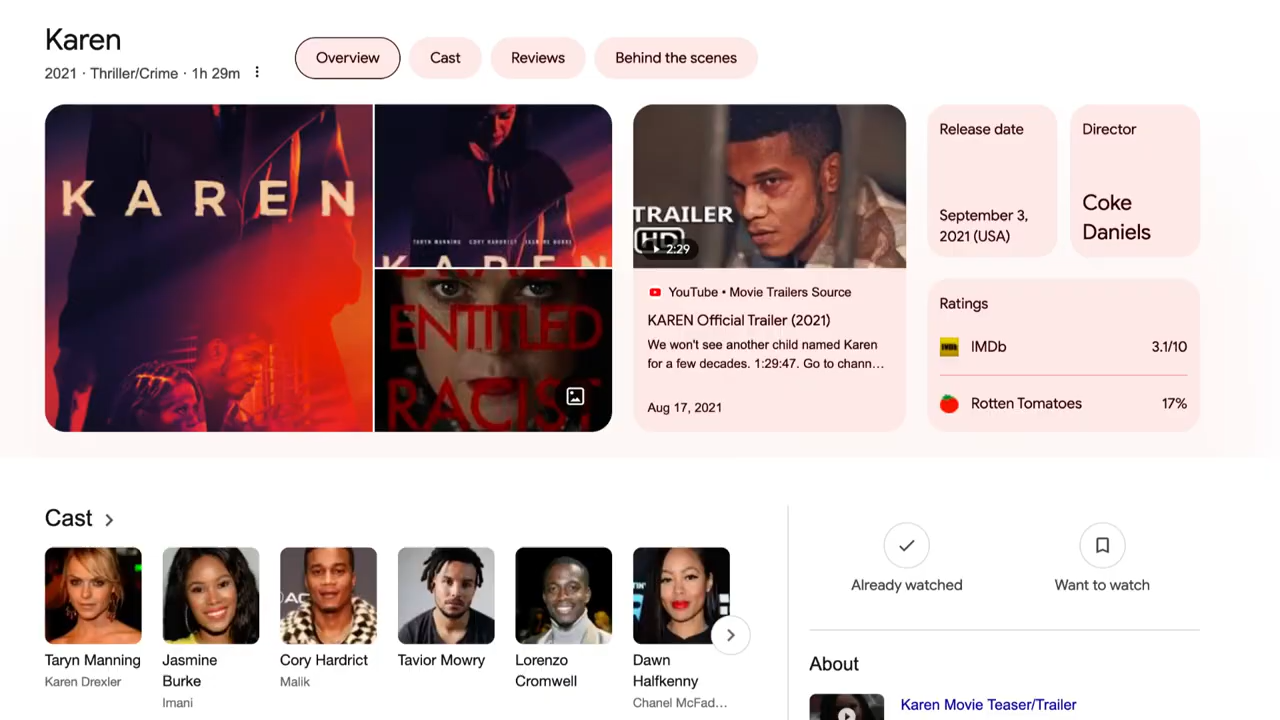 Karen
2021 · Thriller/Crime · 1h 29m
Overview
Cast
Reviews
Behind the scenes
KAREN
TARYN MANNING CORY HARDRICT JASMINE BURKE
KAREN
ENTITLED
RACIST
TRAILER
HD
2:29
YouTube • Movie Trailers Source
KAREN Official Trailer (2021)
We won't see another child named Karen
for a few decades. 1:29:47. Go to chann...
Aug 17, 2021
Release date
September 3,
2021 (USA)
Director
Coke
Daniels
Ratings
IMDb
IMDb
3.1/10
Rotten Tomatoes
17%
Cast
Taryn Manning
Karen Drexler
Jasmine
Burke
Imani
Cory Hardrict
Malik
Tavior Mowry
Lorenzo
Cromwell
Dawn
Halfkenny
Chanel McFad...
Already watched
Want to watch
About
Karen Movie Teaser/Trailer